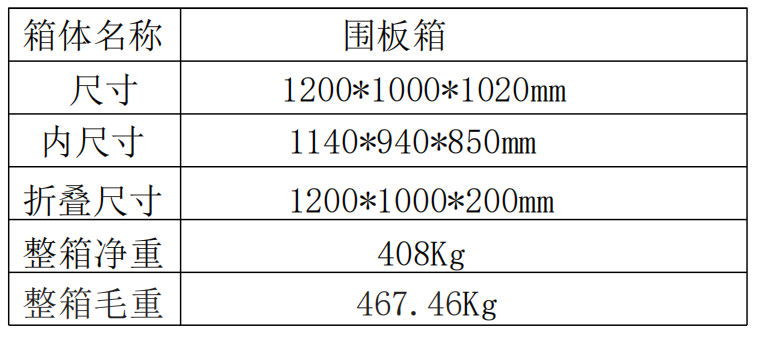 箱体名称 围板箱
尺寸 1200*1000*1020mm
内尺寸 1140*940*850mm
折叠尺寸 1200*1000*200mm
整箱净重 408Kg
整箱毛重 467.46Kg